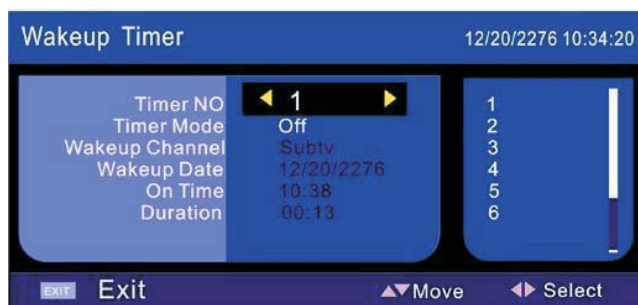 Wakeup Timer 12/20/2276 10:34:20
Timer NO 1
Timer Mode Off
Wakeup Channel Subtv
Wakeup Date 12/20/2276
On Time 10:38
Duration 00:13
1
2
3
4
5
6
EXIT Exit Move Select